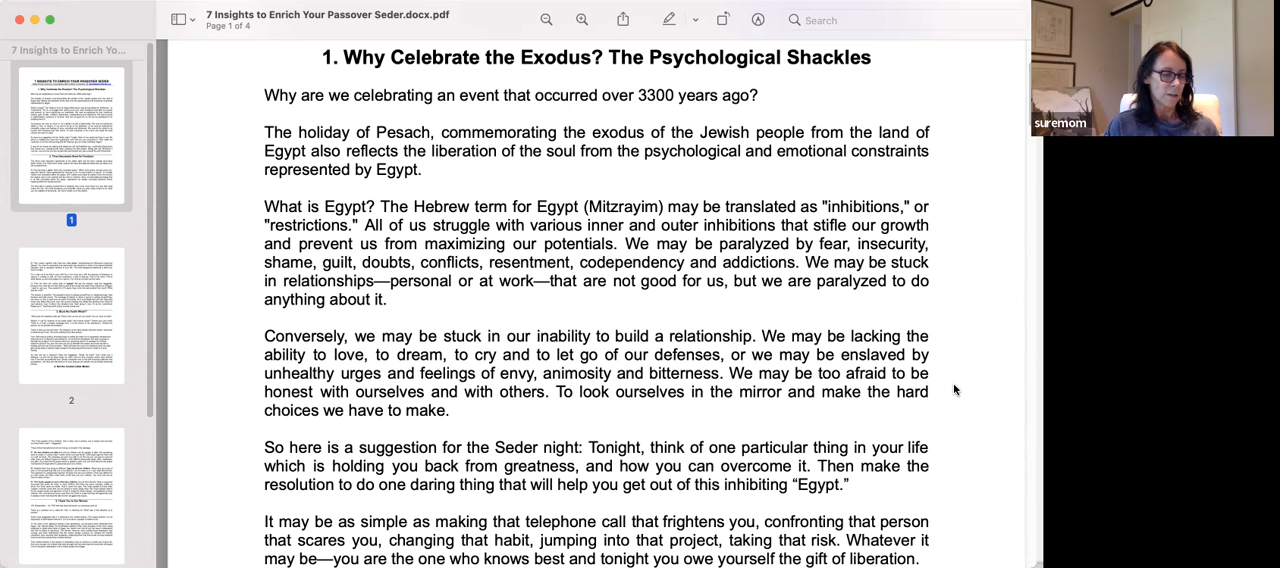 7 Insights to Enrich Your Passover Seder.docx.pdf
Page 1 of 4
Search
7 Insights to Enrich Yo...
1
2
suremom
1. Why Celebrate the Exodus? The Psychological Shackles
Why are we celebrating an event that occurred over 3300 years ago?
The holiday of Pesach, commemorating the exodus of the Jewish people from the land of
Egypt also reflects the liberation of the soul from the psychological and emotional constraints
represented by Egypt.
What is Egypt? The Hebrew term for Egypt (Mitzrayim) may be translated as "inhibitions," or
"restrictions." All of us struggle with various inner and outer inhibitions that stifle our growth
and prevent us from maximizing our potentials. We may be paralyzed by fear, insecurity,
shame, guilt, doubts, conflicts, resentment, codependency and addictions. We may be stuck
in relationships—personal or at work—that are not good for us, but we are paralyzed to do
anything about it.
Conversely, we may be stuck in our inability to build a relationship. We may be lacking the
ability to love, to dream, to cry and to let go of our defenses, or we may be enslaved by
unhealthy urges and feelings of envy, animosity and bitterness. We may be too afraid to be
honest with ourselves and with others. To look ourselves in the mirror and make the hard
choices we have to make.
So here is a suggestion for the Seder night: Tonight, think of one particular thing in your life
which is holding you back from greatness, and how you can overcome it. Then make the
resolution to do one daring thing that will help you get out of this inhibiting “Egypt.”
It may be as simple as making that telephone call that frightens you, confronting that person
that scares you, changing that habit, jumping into that project, taking that risk. Whatever it
may be—you are the one who knows best and tonight you owe yourself the gift of liberation.